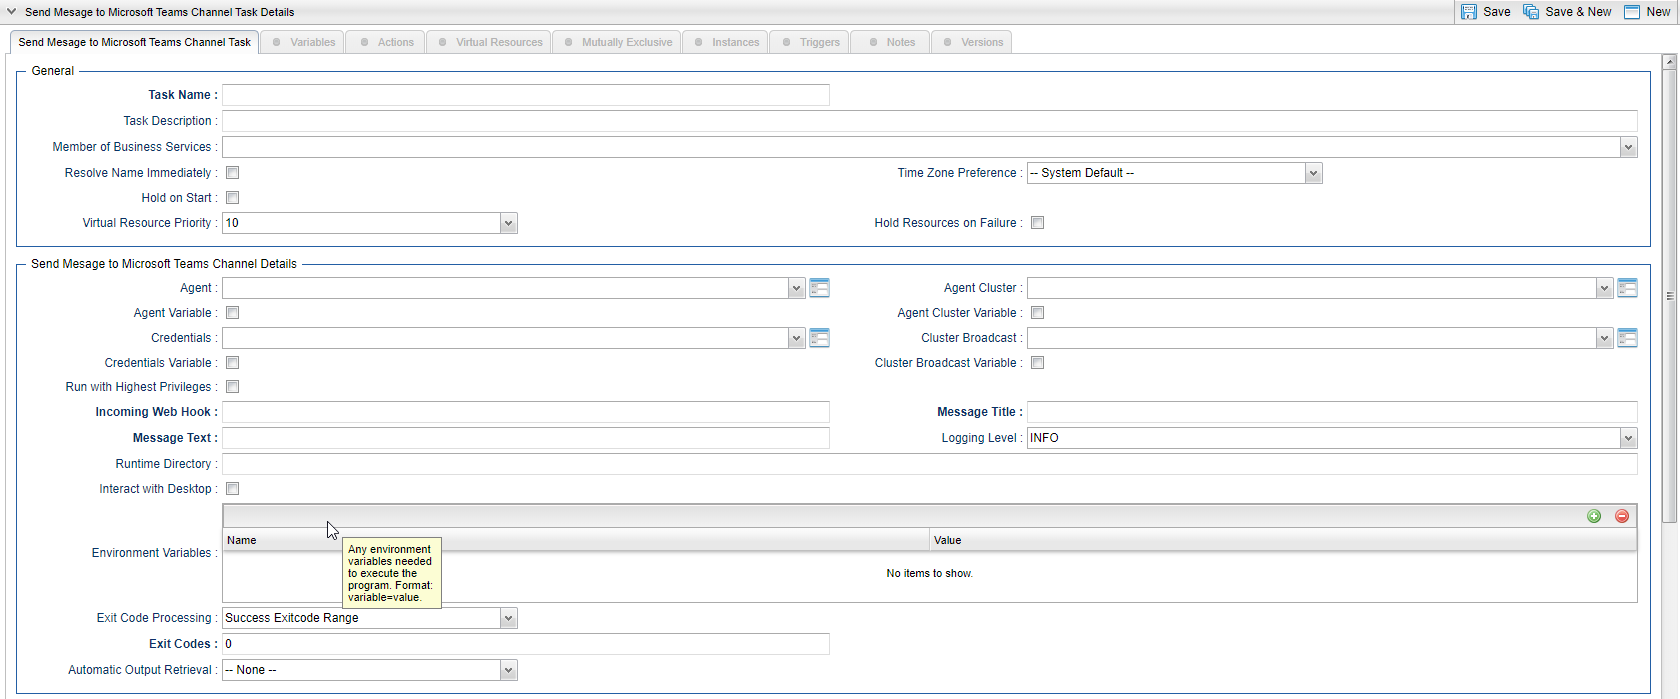 Send Mesage to Microsoft Teams Channel Task Details
Save
Save & New
New
Send Mesage to Microsoft Teams Channel Task
Variables
Actions
Virtual Resources
Mutually Exclusive
Instances
Triggers
Notes
Versions
General
Task Name :
Task Description :
Member of Business Services :
Resolve Name Immediately :
Time Zone Preference : -- System Default --
Hold on Start :
Virtual Resource Priority : 10
Hold Resources on Failure :
Send Mesage to Microsoft Teams Channel Details
Agent :
Agent Cluster :
Agent Variable :
Agent Cluster Variable :
Credentials :
Cluster Broadcast :
Credentials Variable :
Cluster Broadcast Variable :
Run with Highest Privileges :
Incoming Web Hook :
Message Title :
Message Text :
Logging Level : INFO
Runtime Directory :
Interact with Desktop :
Environment Variables :
Name
Value
No items to show.
Any environment
variables needed
to execute the
program. Format:
variable=value.
Exit Code Processing : Success Exitcode Range
Exit Codes : 0
Automatic Output Retrieval : -- None --